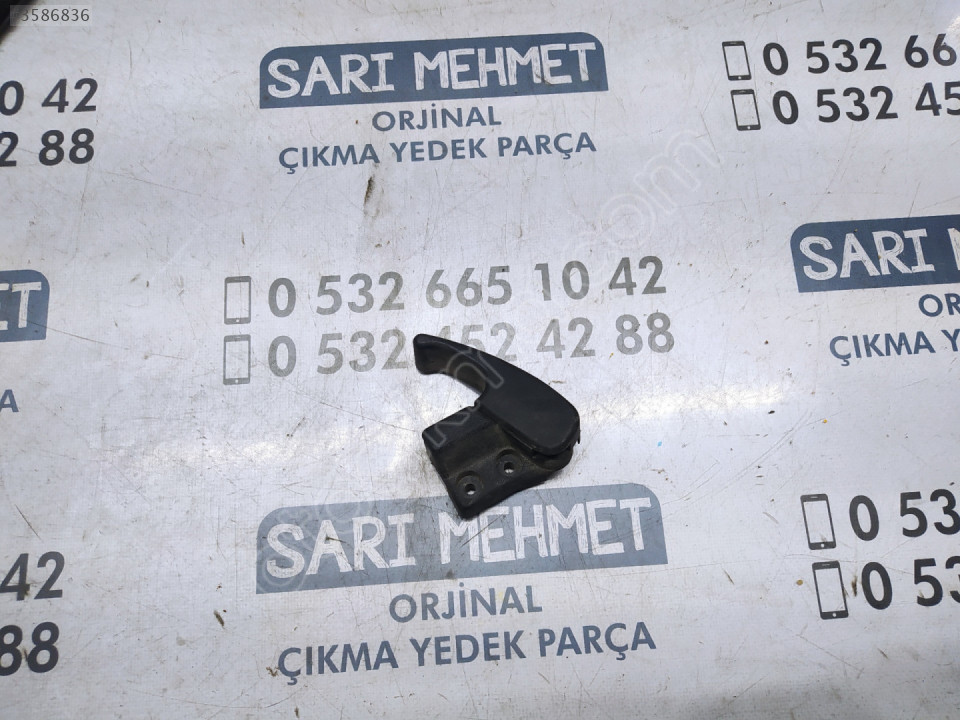 3586836
0 42
2 88
SARI MEHMET
ORJİNAL
ÇIKMA YEDEK PARÇA
0 532 66
0 532 45
ET
A
0 532 665 10 42
0 532 452 42 88
SARI M
ORJ
ÇIKMA YE
42
88
SARI MEHMET
ORJİNAL
ÇIKMA YEDEK PARÇA
0 53
0 53